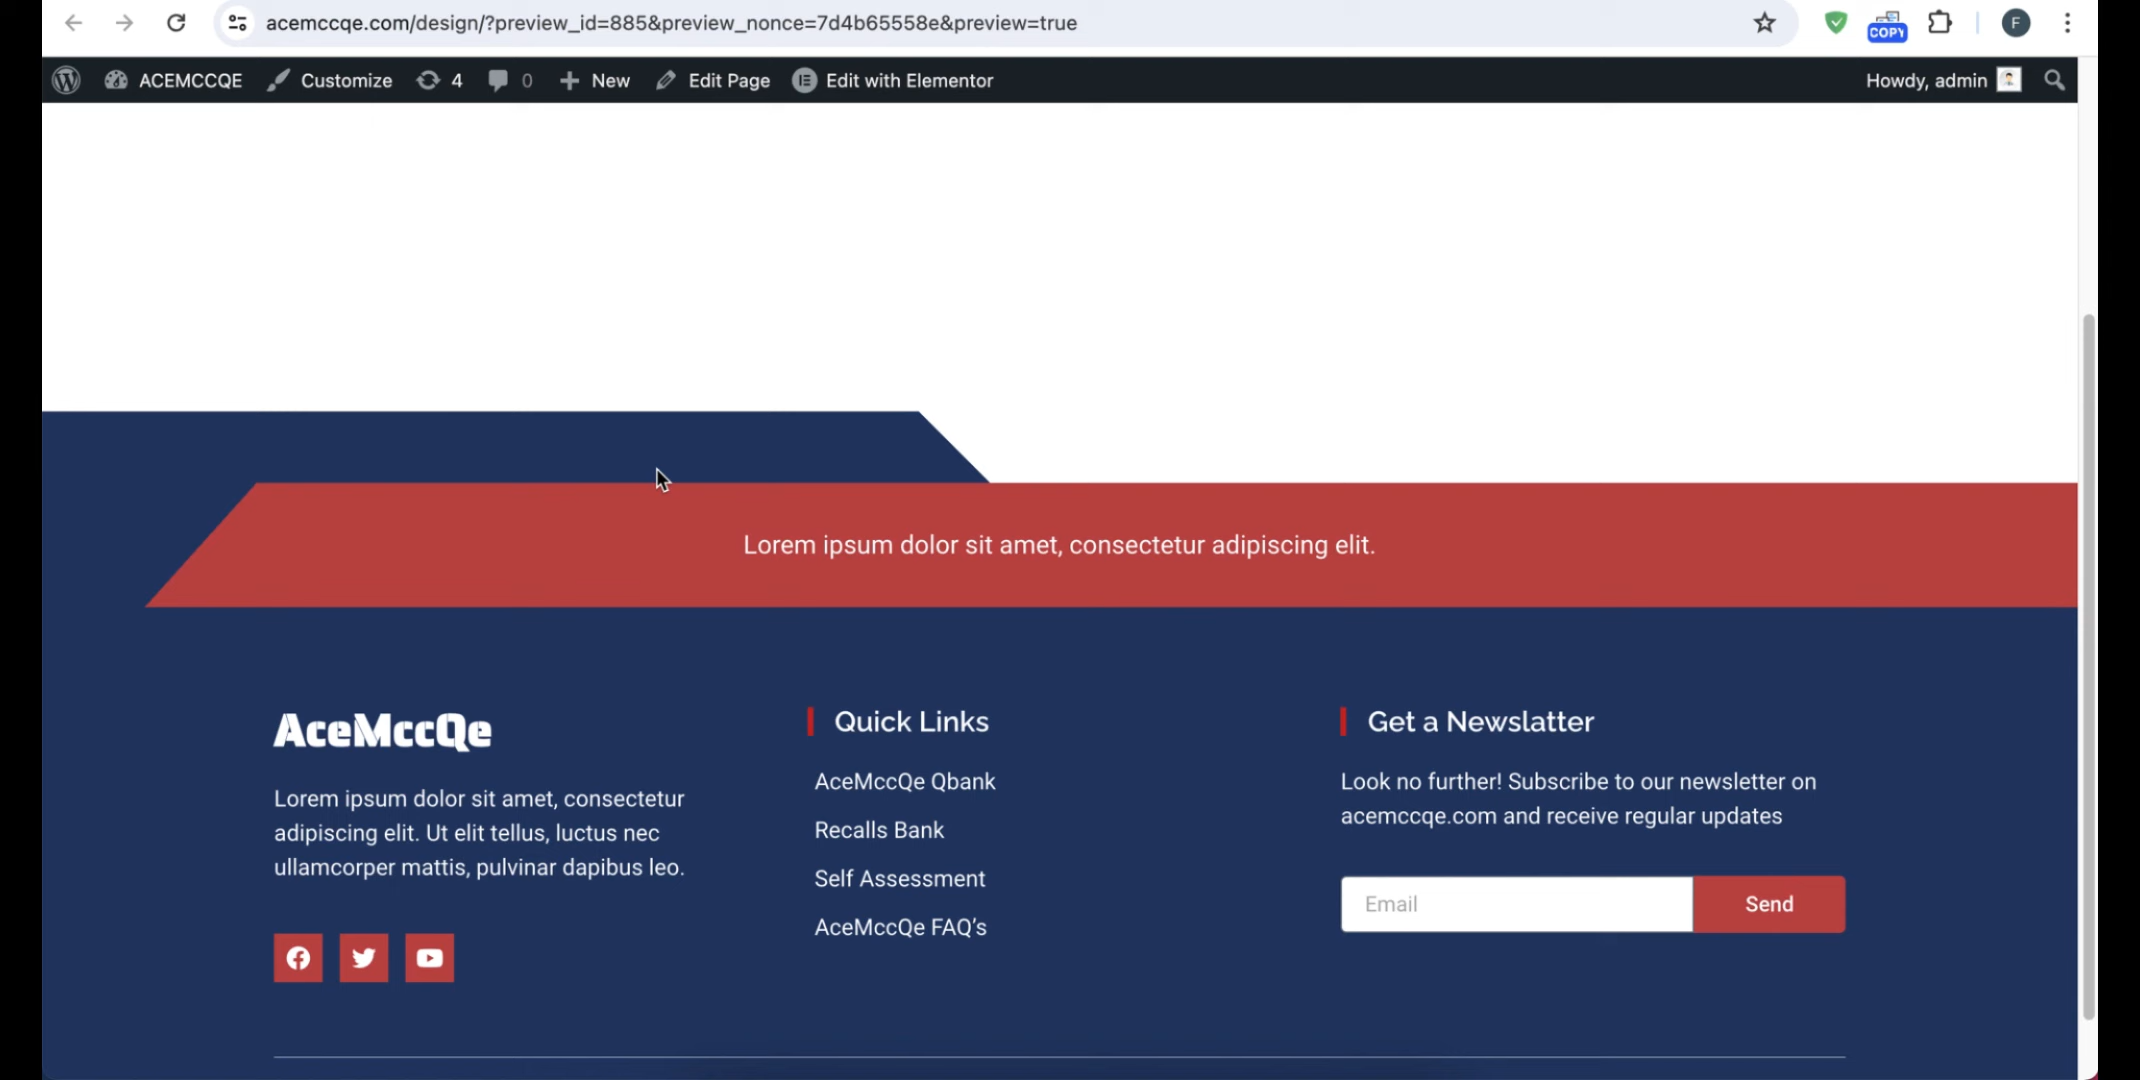 acemccqe.com/design/?preview_id=885&preview_nonce=7d4b65558e&preview=true
COPY
F
ACEMCCQE
Customize
4
0
New
Edit Page
Edit with Elementor
Howdy, admin
Lorem ipsum dolor sit amet, consectetur adipiscing elit.
AceMccQe
Lorem ipsum dolor sit amet, consectetur
adipiscing elit. Ut elit tellus, luctus nec
ullamcorper mattis, pulvinar dapibus leo.
Quick Links
AceMccQe Qbank
Recalls Bank
Self Assessment
AceMccQe FAQ’s
Get a Newslatter
Look no further! Subscribe to our newsletter on
acemccqe.com and receive regular updates
Email
Send